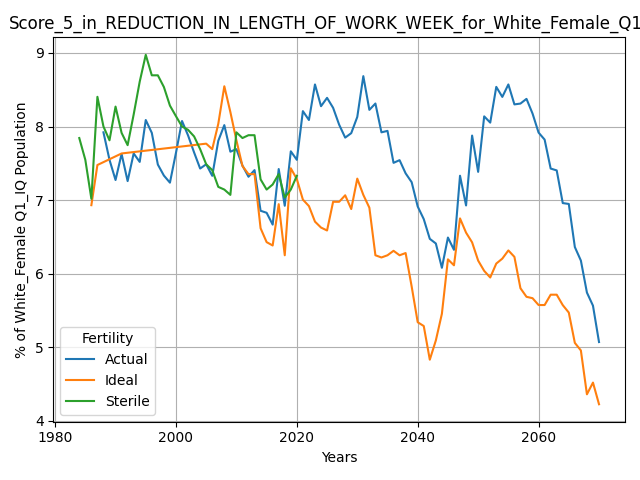 Score_5_in_REDUCTION_IN_LENGTH_OF_WORK_WEEK_for_White_Female_Q1
9
8
7
6
5
4
% of White_Female Q1_IQ Population
Fertility
Actual
Ideal
Sterile
1980
2000
2020
2040
2060
Years